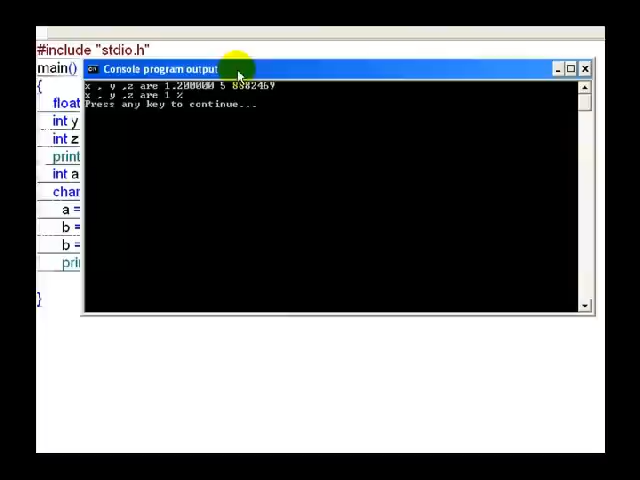 #include "stdio.h"
main()
Console program output
{
x , y ,z are 1.200000 5 8882469
x , y ,z are 1 %
Press any key to continue...
float
int y
int z
print
int a
char
a =
b =
b =
pri
}